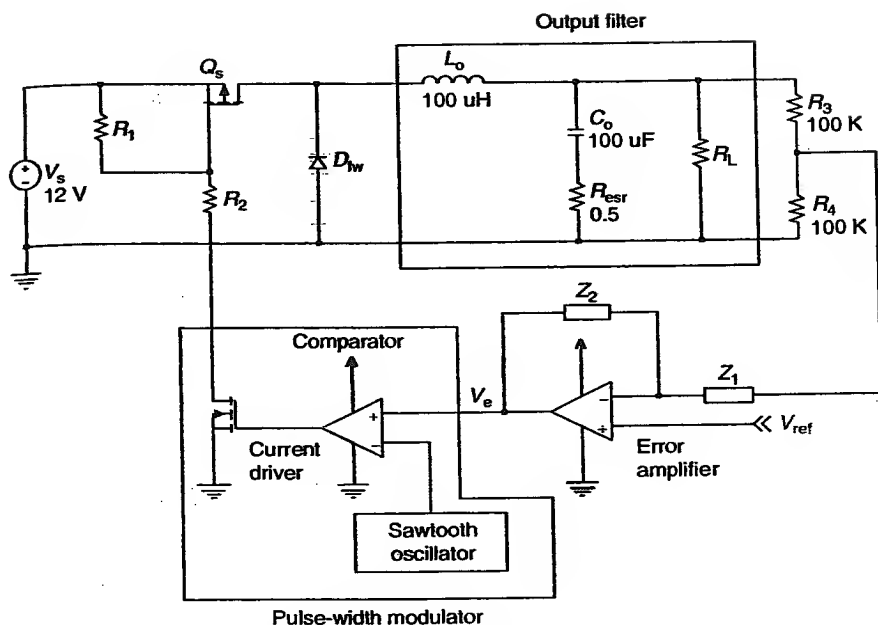 Output filter
Qs
Lo
100 uH
R1
Vs
12 V
R2
Dfw
Co
100 uF
Resr
0.5
RL
R3
100 K
R4
100 K
Z2
Z1
Comparator
Ve
Vref
Error
amplifier
Current
driver
Sawtooth
oscillator
Pulse-width modulator